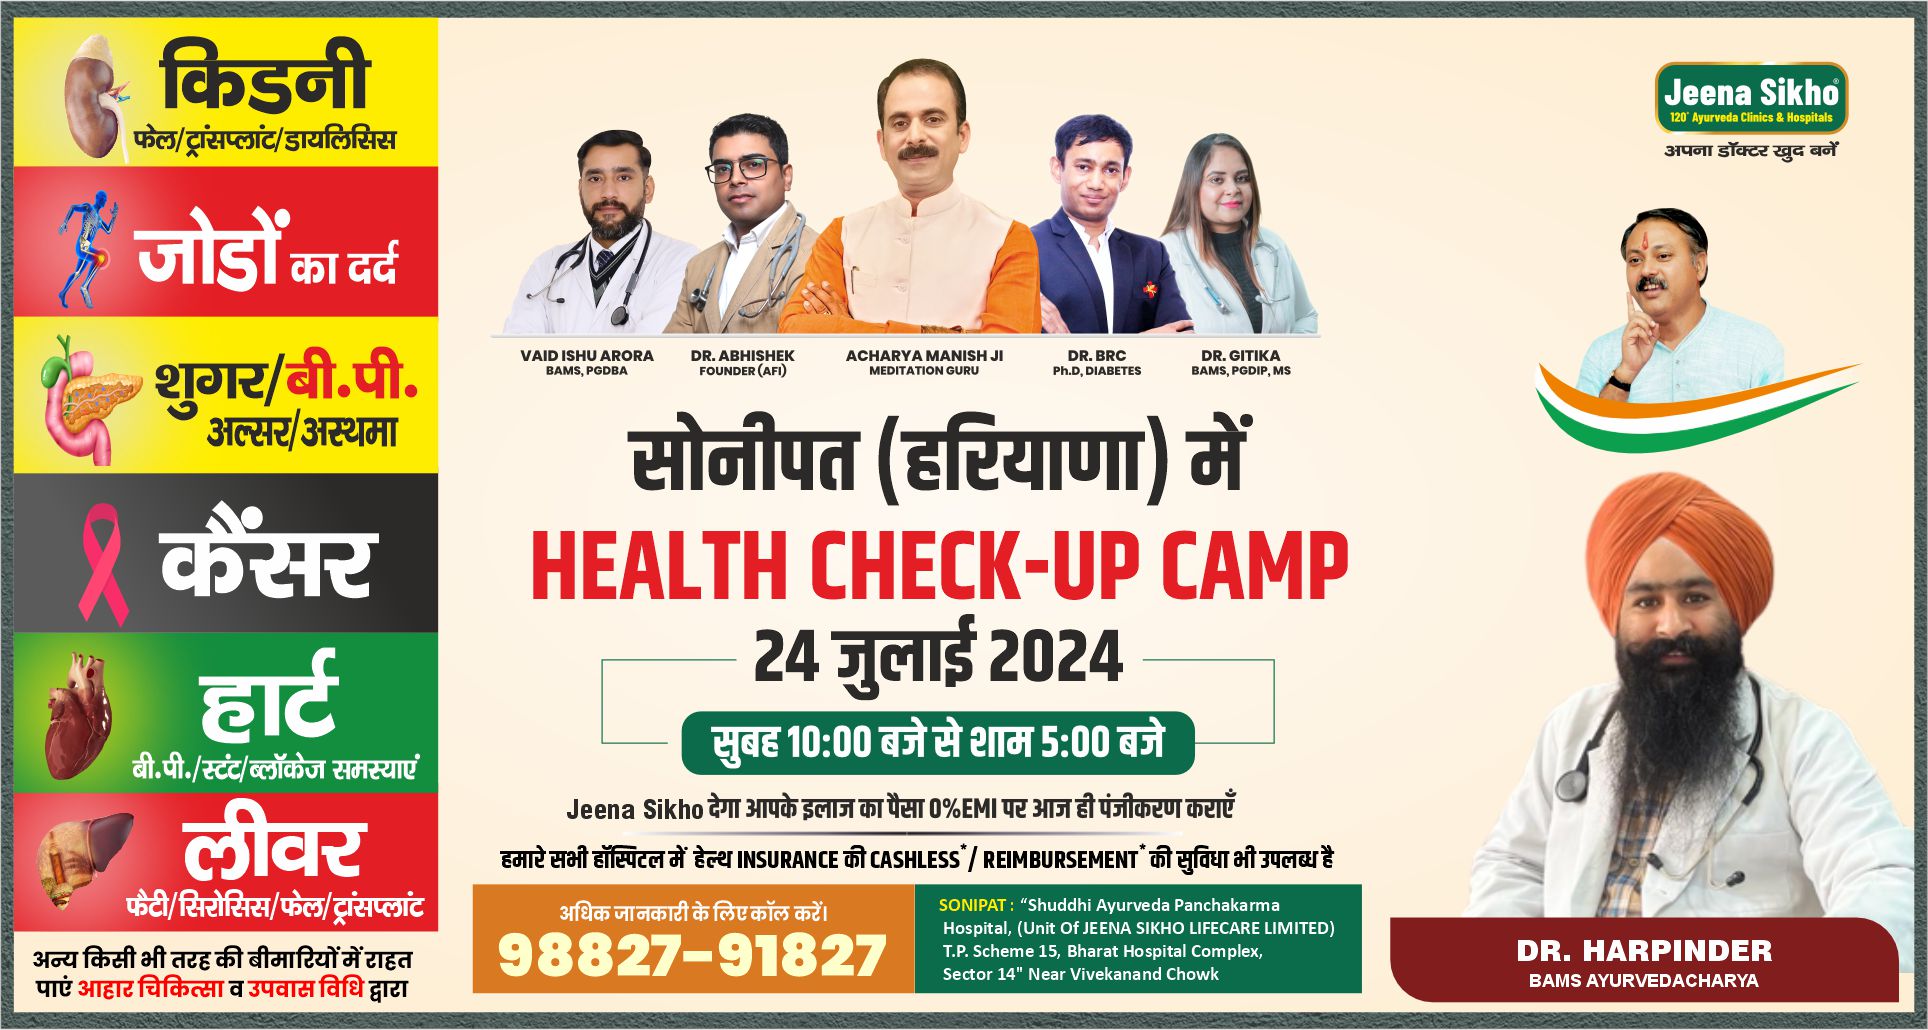 किडनी
फेल/ट्रांसप्लांट/डायलिसिस
जोडों का दर्द
शुगर/बी.पी.
अल्सर/अस्थमा
कैंसर
हार्ट
बी.पी./स्टंट/ब्लॉकेज समस्याएं
लीवर
फैटी/सिरोसिस/फेल/ट्रांसप्लांट
अन्य किसी भी तरह की बीमारियों में राहत
पाएं आहार चिकित्सा व उपवास विधि द्वारा
VAID ISHU ARORA
BAMS, PGDBA
DR. ABHISHEK
FOUNDER (AFI)
ACHARYA MANISH JI
MEDITATION GURU
DR. BRC
Ph.D, DIABETES
DR. GITIKA
BAMS, PGDIP, MS
सोनीपत (हरियाणा) में
HEALTH CHECK-UP CAMP
24 जुलाई 2024
सुबह 10:00 बजे से शाम 5:00 बजे
Jeena Sikho देगा आपके इलाज का पैसा 0%EMI पर आज ही पंजीकरण कराएँ
हमारे सभी हॉस्पिटल में हेल्थ INSURANCE की CASHLESS*/ REIMBURSEMENT* की सुविधा भी उपलब्ध है
अधिक जानकारी के लिए कॉल करें।
98827-91827
SONIPAT : “Shuddhi Ayurveda Panchakarma
Hospital, (Unit Of JEENA SIKHO LIFECARE LIMITED)
T.P. Scheme 15, Bharat Hospital Complex,
Sector 14" Near Vivekanand Chowk
Jeena Sikho®
120+ Ayurveda Clinics & Hospitals
अपना डॉक्टर खुद बनें
DR. HARPINDER
BAMS AYURVEDACHARYA